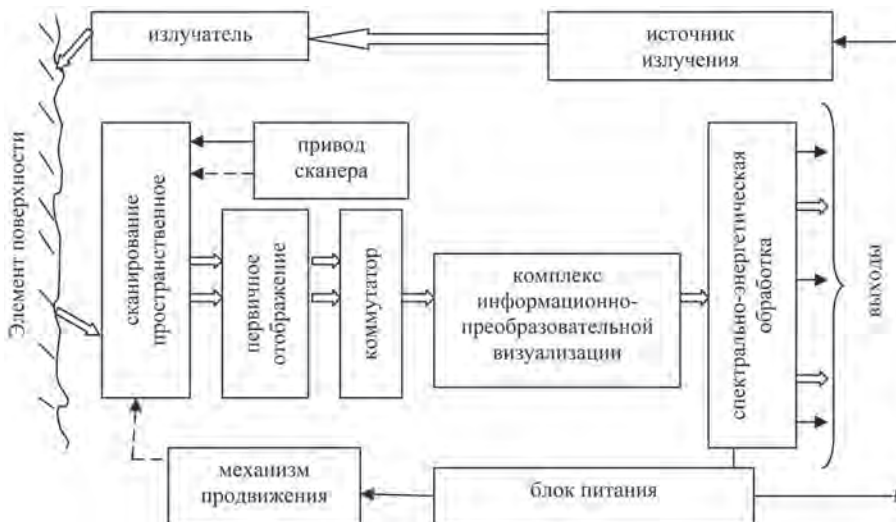 излучатель
источник
излучения
Элемент поверхности
сканирование
пространственное
привод
сканера
первичное
отображение
коммутатор
комплекс
информационно-
преобразовательной
визуализации
спектрально-энергетическая
обработка
выходы
механизм
продвижения
блок питания